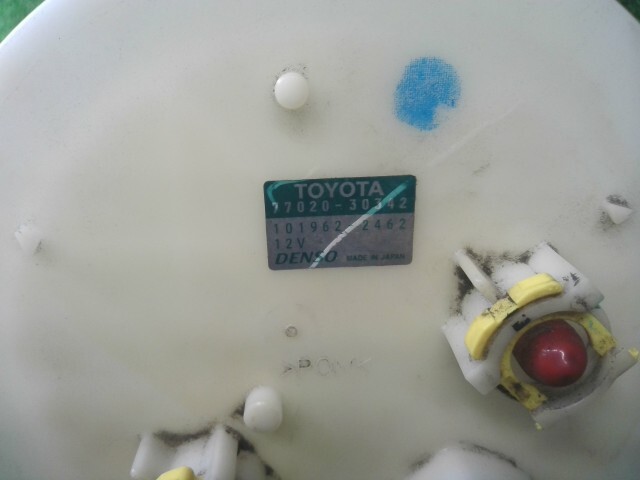 TOYOTA
77020-30342
101962-2462
12V
DENSO MADE IN JAPAN